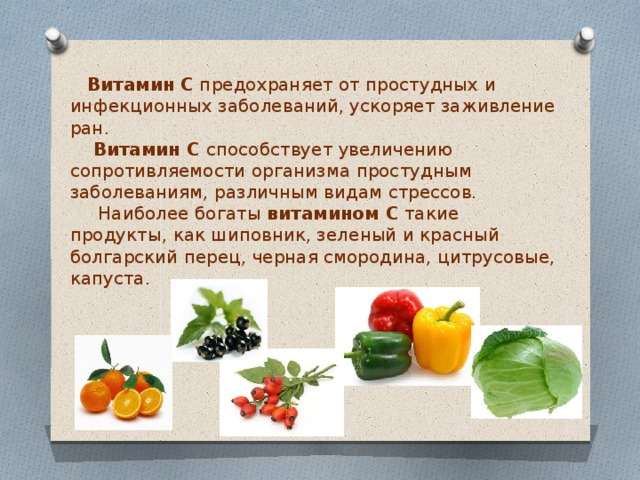 Витамин С предохраняет от простудных и
инфекционных заболеваний, ускоряет заживление
ран.
Витамин С способствует увеличению
сопротивляемости организма простудным
заболеваниям, различным видам стрессов.
Наиболее богаты витамином С такие
продукты, как шиповник, зеленый и красный
болгарский перец, черная смородина, цитрусовые,
капуста.